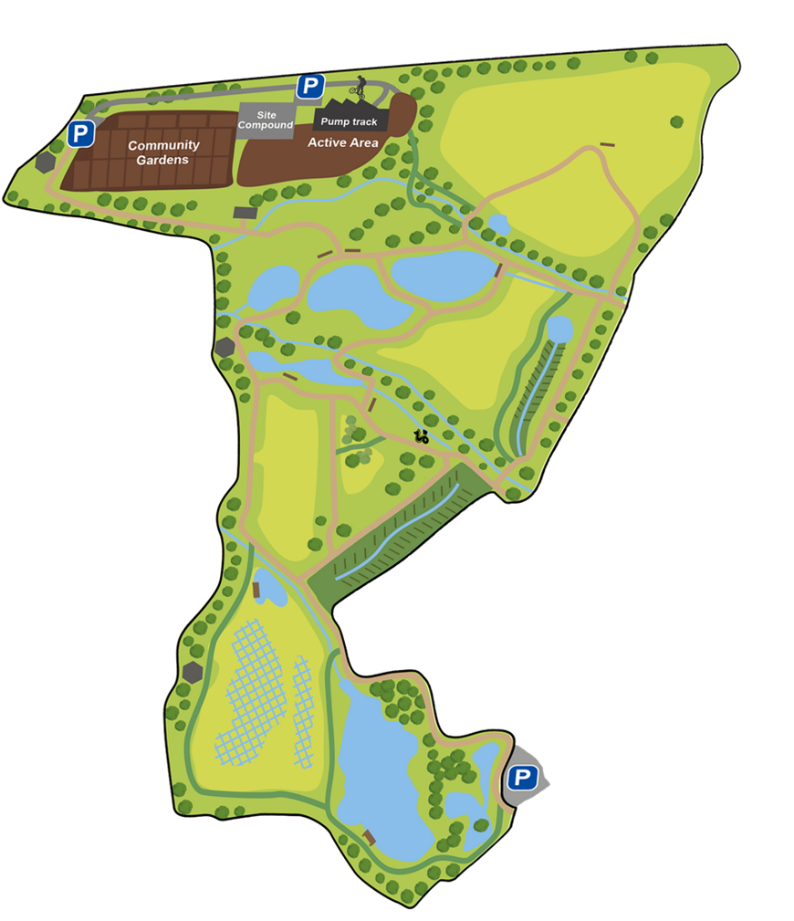 P
P
Site
Compound
Pump track
Community
Gardens
Active Area
P